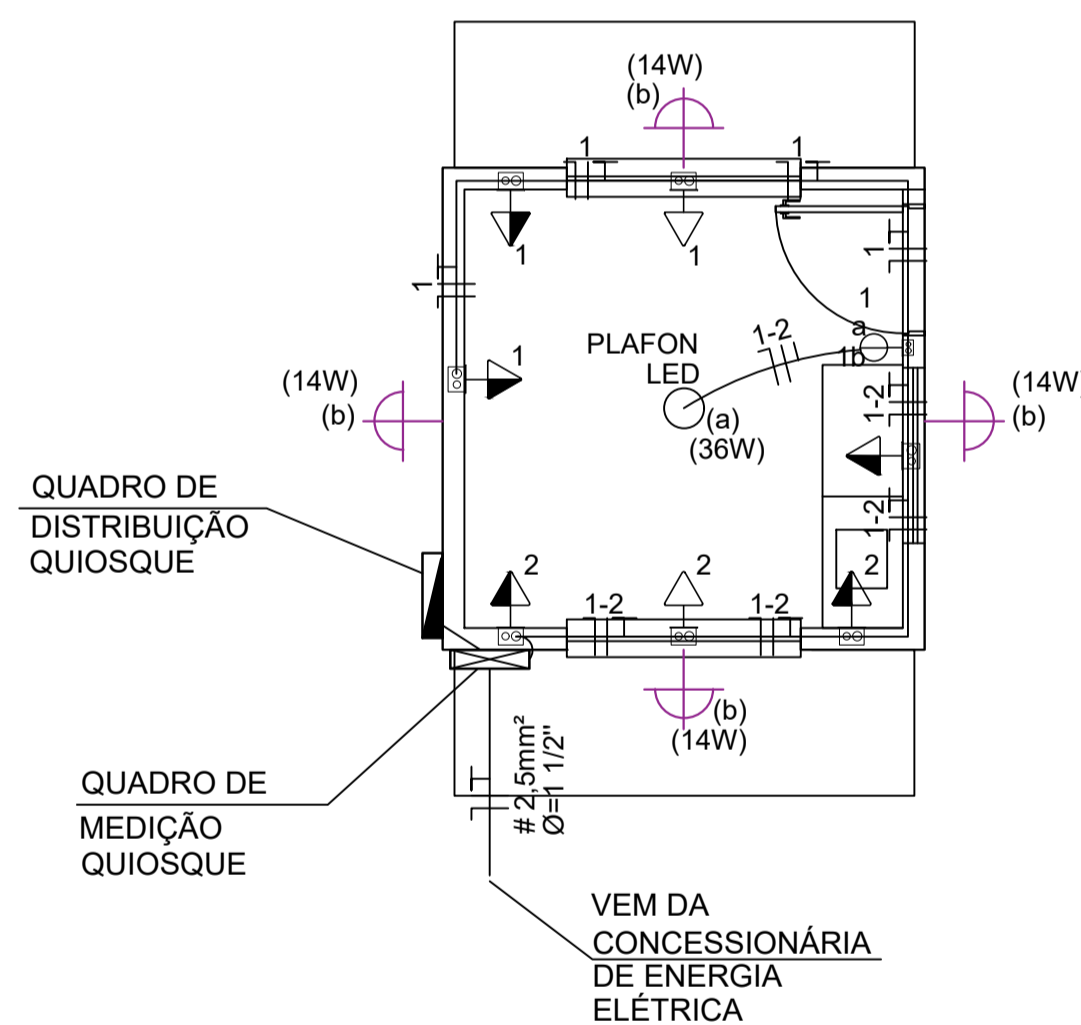 (14W)
(b)
1
1
1
1
1
1
1
a
1b
1-2
PLAFON
LED
(a)
(36W)
(14W)
(b)
(14W)
(b)
1-2
1-2
QUADRO DE
DISTRIBUIÇÃO
QUIOSQUE
2
2
2
1-2
1-2
(b)
(14W)
# 2,5mm²
Ø=1 1/2"
QUADRO DE
MEDIÇÃO
QUIOSQUE
VEM DA
CONCESSIONÁRIA
DE ENERGIA
ELÉTRICA